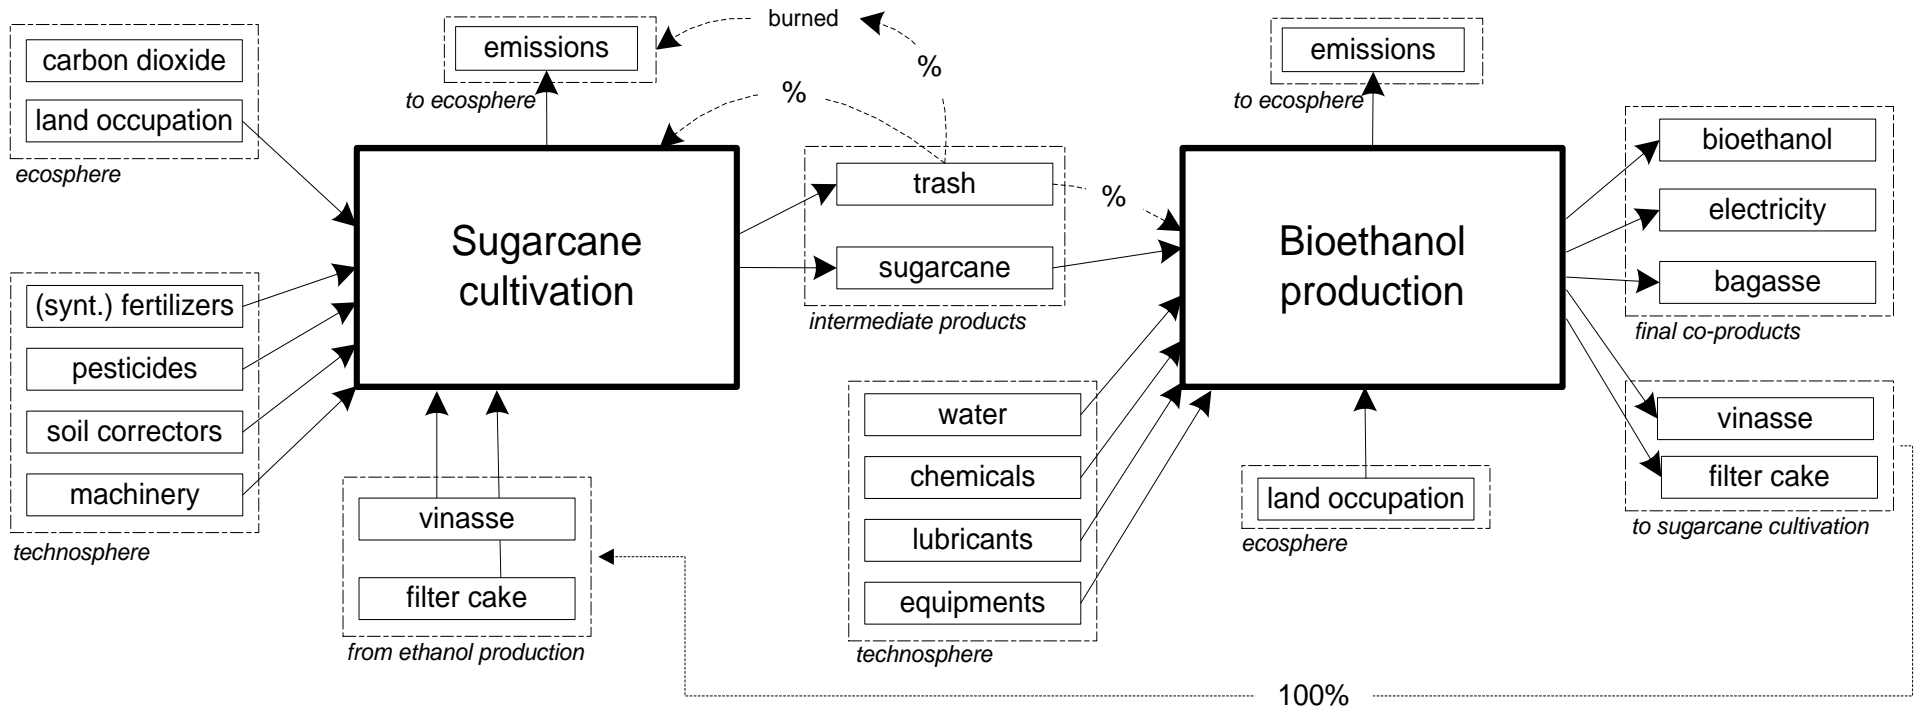 carbon dioxide
land occupation
ecosphere
(synt.) fertilizers
pesticides
soil correctors
machinery
technosphere
emissions
to ecosphere
burned
%
%
Sugarcane
cultivation
vinasse
filter cake
from ethanol production
trash
sugarcane
intermediate products
%
water
chemicals
lubricants
equipments
technosphere
emissions
to ecosphere
Bioethanol
production
land occupation
ecosphere
bioethanol
electricity
bagasse
final co-products
vinasse
filter cake
to sugarcane cultivation
100%